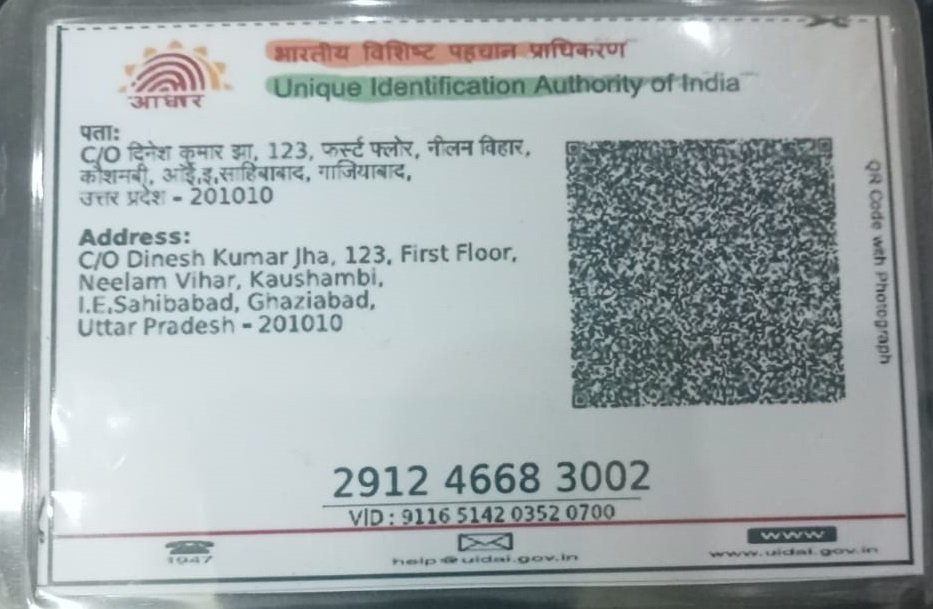 भारतीय विशिष्ट पहचान प्राधिकरण
Unique Identification Authority of India
आधार
पता:
C/O दिनेश कुमार झा, 123, फर्स्ट फ्लोर, नीलन विहार,
कौशमबी, आई.इ.साहिबाबाद, गाजियाबाद,
उत्तर प्रदेश - 201010
Address:
C/O Dinesh Kumar Jha, 123, First Floor,
Neelam Vihar, Kaushambi,
I.E.Sahibabad, Ghaziabad,
Uttar Pradesh - 201010
QR Code with Photograph
2912 4668 3002
VID : 9116 5142 0352 0700
1947
help@uidai.gov.in
www
www.uidai.gov.in